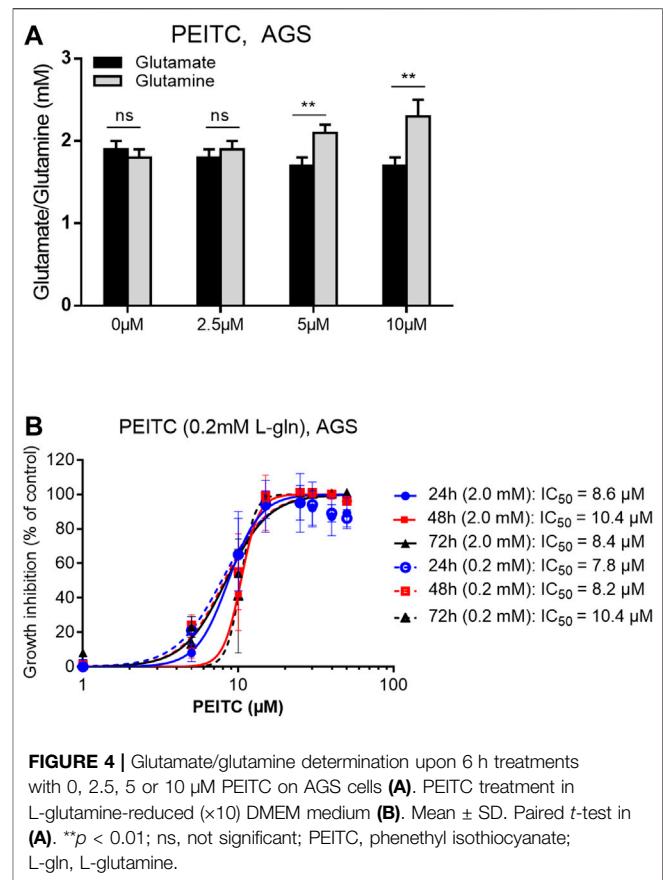 A
PEITC, AGS
Glutamate/Glutamine (mM)
3
2
1
0
Glutamate
Glutamine
ns
ns
**
**
0µM
2.5µM
5µM
10µM
B
PEITC (0.2mM L-gln), AGS
Growth inhibition (% of control)
120
100
80
60
40
20
0
1
10
100
PEITC (µM)
24h (2.0 mM): IC50 = 8.6 µM
48h (2.0 mM): IC50 = 10.4 µM
72h (2.0 mM): IC50 = 8.4 µM
24h (0.2 mM): IC50 = 7.8 µM
48h (0.2 mM): IC50 = 8.2 µM
72h (0.2 mM): IC50 = 10.4 µM
FIGURE 4 | Glutamate/glutamine determination upon 6 h treatments
with 0, 2.5, 5 or 10 µM PEITC on AGS cells (A). PEITC treatment in
L-glutamine-reduced (×10) DMEM medium (B). Mean ± SD. Paired t-test in
(A). **p < 0.01; ns, not significant; PEITC, phenethyl isothiocyanate;
L-gln, L-glutamine.